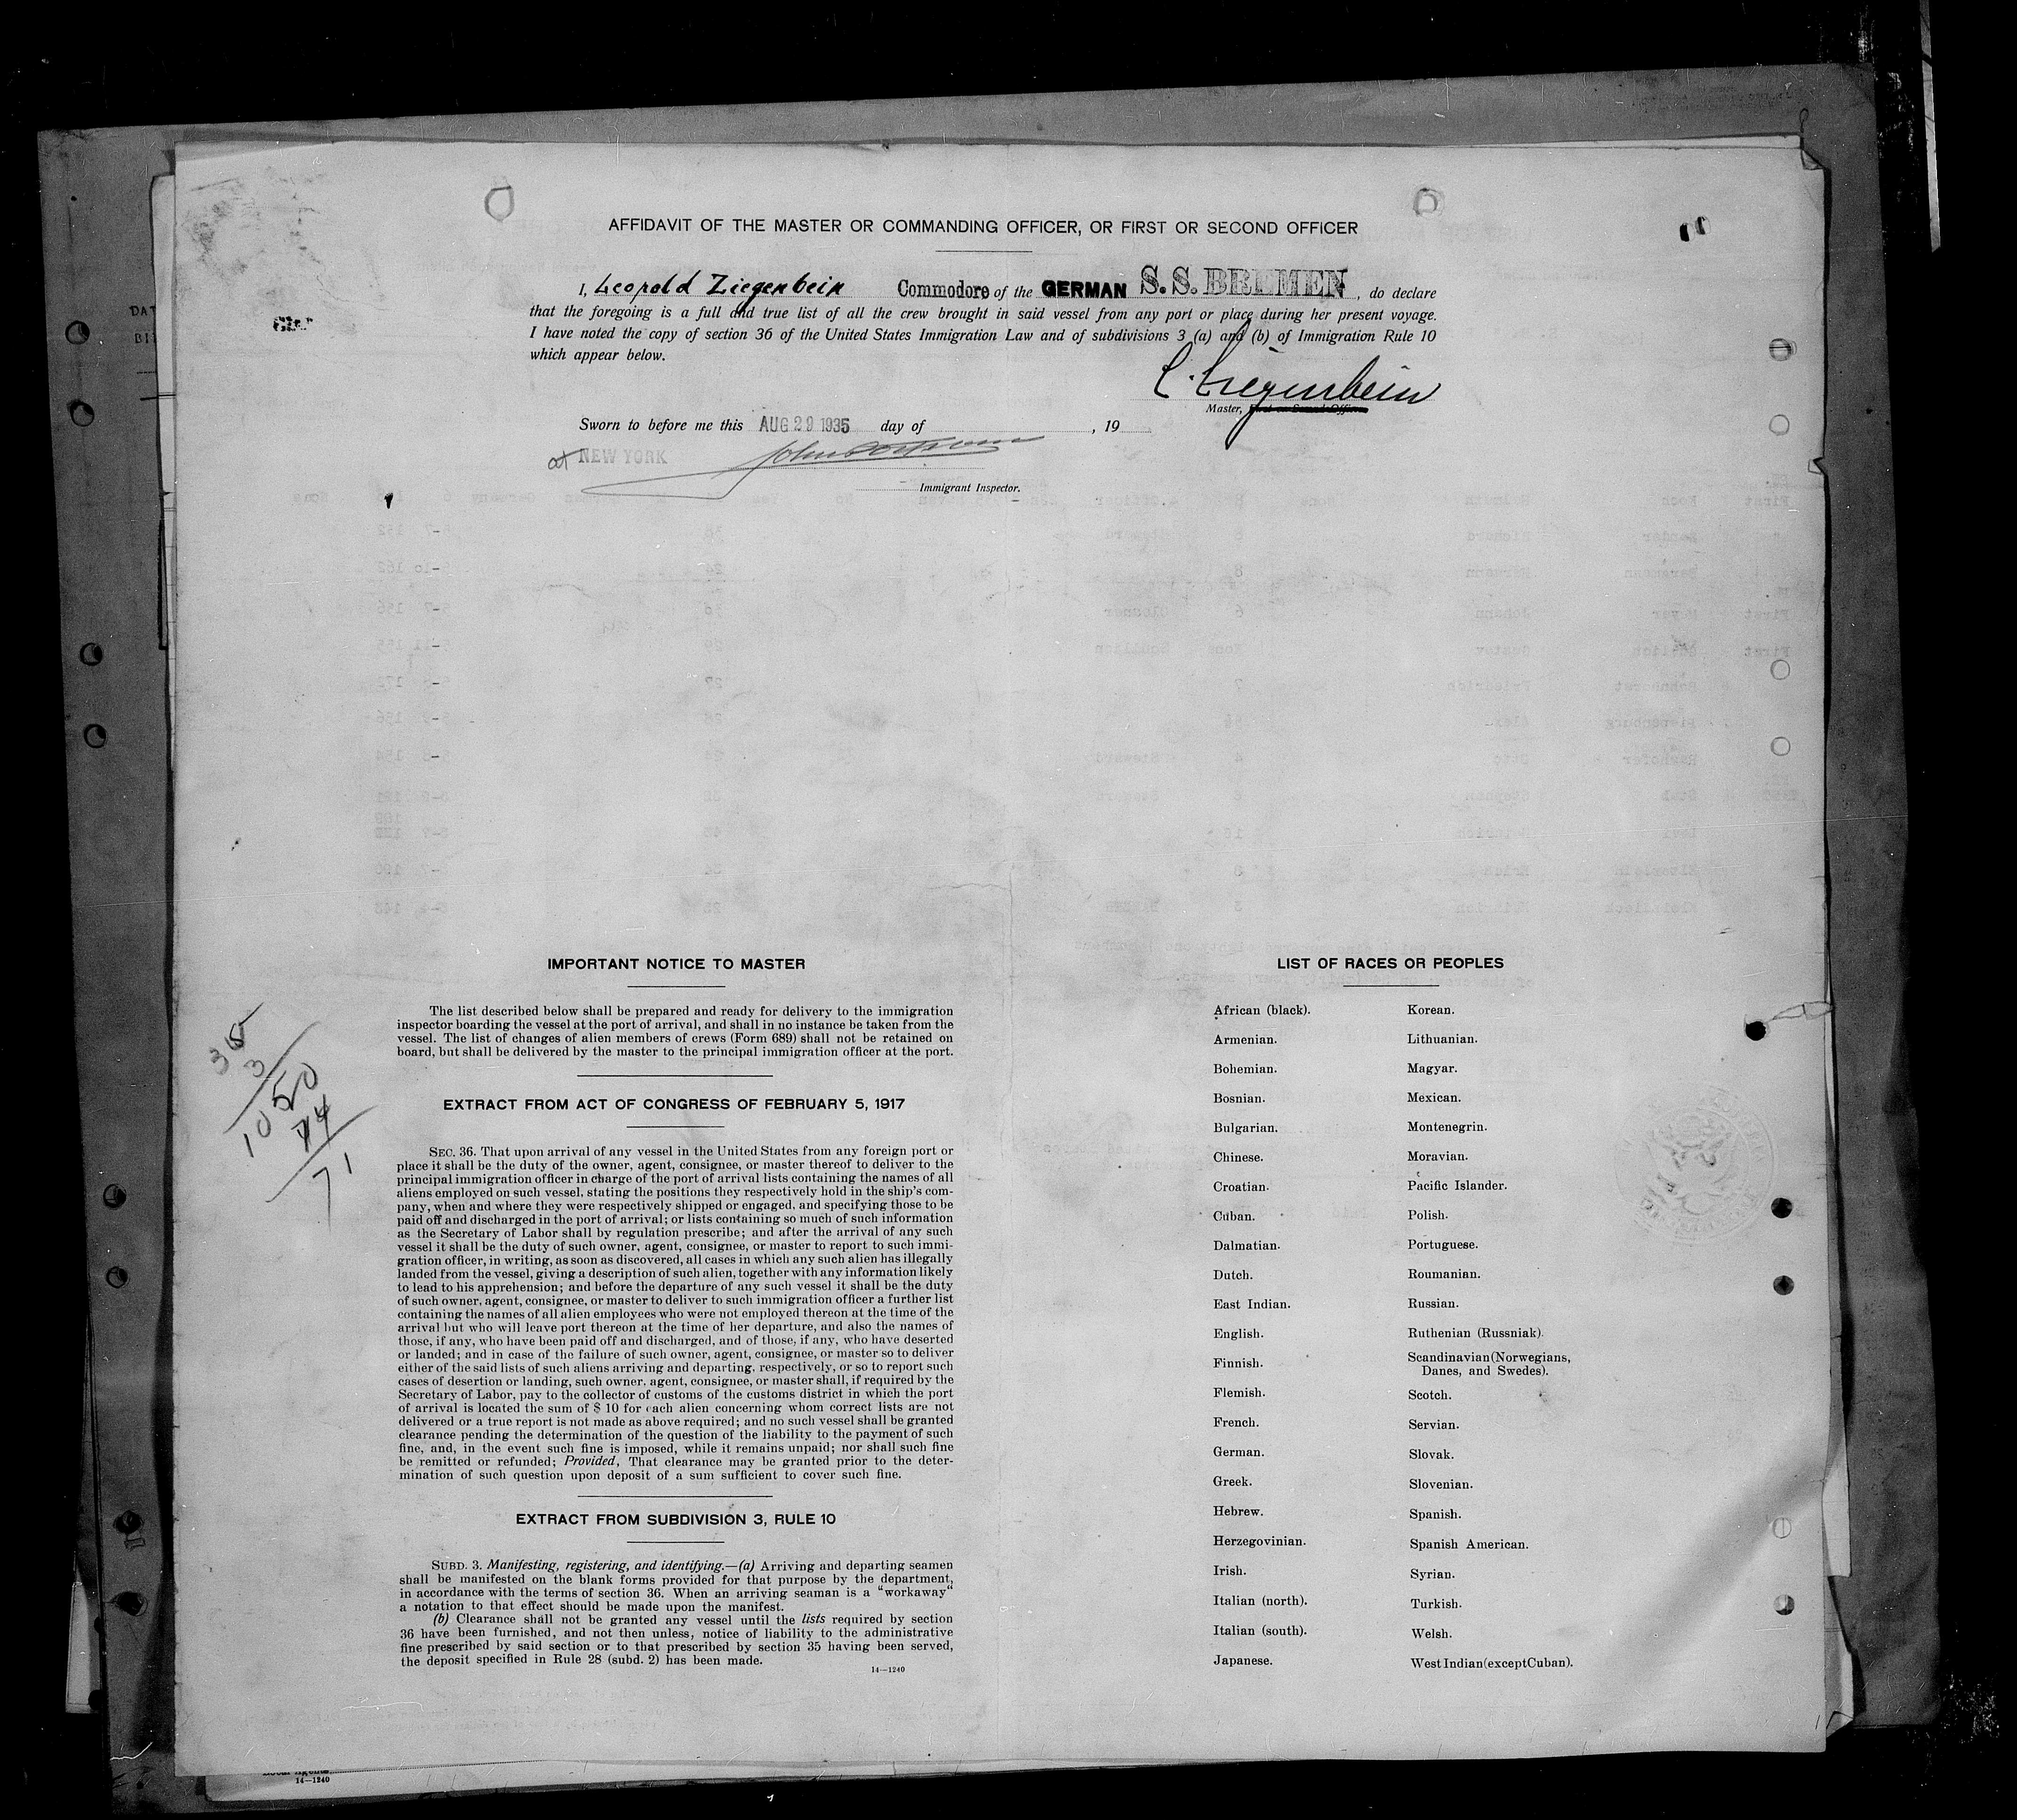 AFFIDAVIT OF THE MASTER OR COMMANDING OFFICER, OR FIRST OR SECOND OFFICER
I, Leopold Ziegenbein Commodore of the GERMAN S. S. BREMEN, do declare
that the foregoing is a full and true list of all the crew brought in said vessel from any port or place during her present voyage.
I have noted the copy of section 36 of the United States Immigration Law and of subdivisions 3 (a) and (b) of Immigration Rule 10
which appear below.
L. Ziegenbein
Master, First or Second Officer.
Sworn to before me this AUG 29 1935 day of , 19
at NEW YORK
Immigrant Inspector.
IMPORTANT NOTICE TO MASTER
The list described below shall be prepared and ready for delivery to the immigration
inspector boarding the vessel at the port of arrival, and shall in no instance be taken from the
vessel. The list of changes of alien members of crews (Form 689) shall not be retained on
board, but shall be delivered by the master to the principal immigration officer at the port.
EXTRACT FROM ACT OF CONGRESS OF FEBRUARY 5, 1917
SEC. 36. That upon arrival of any vessel in the United States from any foreign port or
place it shall be the duty of the owner, agent, consignee, or master thereof to deliver to the
principal immigration officer in charge of the port of arrival lists containing the names of all
aliens employed on such vessel, stating the positions they respectively hold in the ship's com-
pany, when and where they were respectively shipped or engaged, and specifying those to be
paid off and discharged in the port of arrival; or lists containing so much of such information
as the Secretary of Labor shall by regulation prescribe; and after the arrival of any such
vessel it shall be the duty of such owner, agent, consignee, or master to report to such immi-
gration officer, in writing, as soon as discovered, all cases in which any such alien has illegally
landed from the vessel, giving a description of such alien, together with any information likely
to lead to his apprehension; and before the departure of any such vessel it shall be the duty
of such owner, agent, consignee, or master to deliver to such immigration officer a further list
containing the names of all alien employees who were not employed thereon at the time of the
arrival but who will leave port thereon at the time of her departure, and also the names of
those, if any, who have been paid off and discharged, and of those, if any, who have deserted
or landed; and in case of the failure of such owner, agent, consignee, or master so to deliver
either of the said lists of such aliens arriving and departing, respectively, or so to report such
cases of desertion or landing, such owner, agent, consignee, or master shall, if required by the
Secretary of Labor, pay to the collector of customs of the customs district in which the port
of arrival is located the sum of $ 10 for each alien concerning whom correct lists are not
delivered or a true report is not made as above required; and no such vessel shall be granted
clearance pending the determination of the question of the liability to the payment of such
fine, and, in the event such fine is imposed, while it remains unpaid; nor shall such fine
be remitted or refunded; Provided, That clearance may be granted prior to the deter-
mination of such question upon deposit of a sum sufficient to cover such fine.
EXTRACT FROM SUBDIVISION 3, RULE 10
SUBD. 3. Manifesting, registering, and identifying.—(a) Arriving and departing seamen
shall be manifested on the blank forms provided for that purpose by the department,
in accordance with the terms of section 36. When an arriving seaman is a “workaway“
a notation to that effect should be made upon the manifest.
(b) Clearance shall not be granted any vessel until the lists required by section
36 have been furnished, and not then unless, notice of liability to the administrative
fine prescribed by said section or to that prescribed by section 35 having been served,
the deposit specified in Rule 28 (subd. 2) has been made.
14—1240
LIST OF RACES OR PEOPLES
African (black).
Armenian.
Bohemian.
Bosnian.
Bulgarian.
Chinese.
Croatian.
Cuban.
Dalmatian.
Dutch.
East Indian.
English.
Finnish.
Flemish.
French.
German.
Greek.
Hebrew.
Herzegovinian.
Irish.
Italian (north).
Italian (south).
Japanese.
Korean.
Lithuanian.
Magyar.
Mexican.
Montenegrin.
Moravian.
Pacific Islander.
Polish.
Portuguese.
Roumanian.
Russian.
Ruthenian (Russniak).
Scandinavian (Norwegians,
Danes, and Swedes).
Scotch.
Servian.
Slovak.
Slovenian.
Spanish.
Spanish American.
Syrian.
Turkish.
Welsh.
West Indian (except Cuban).
3
1050
71
14—1240